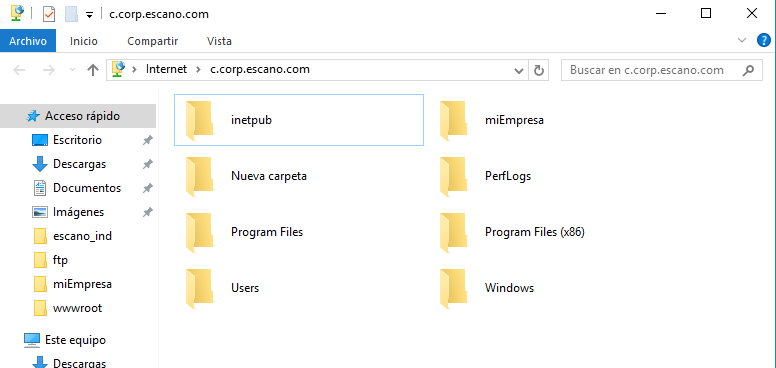 c.corp.escano.com
Archivo Inicio Compartir Vista
Internet c.corp.escano.com Buscar en c.corp.escano.com
Acceso rápido
Escritorio
Descargas
Documentos
Imágenes
escano_ind
ftp
miEmpresa
wwwroot
Este equipo
Descargas
inetpub miEmpresa
Nueva carpeta PerfLogs
Program Files Program Files (x86)
Users Windows